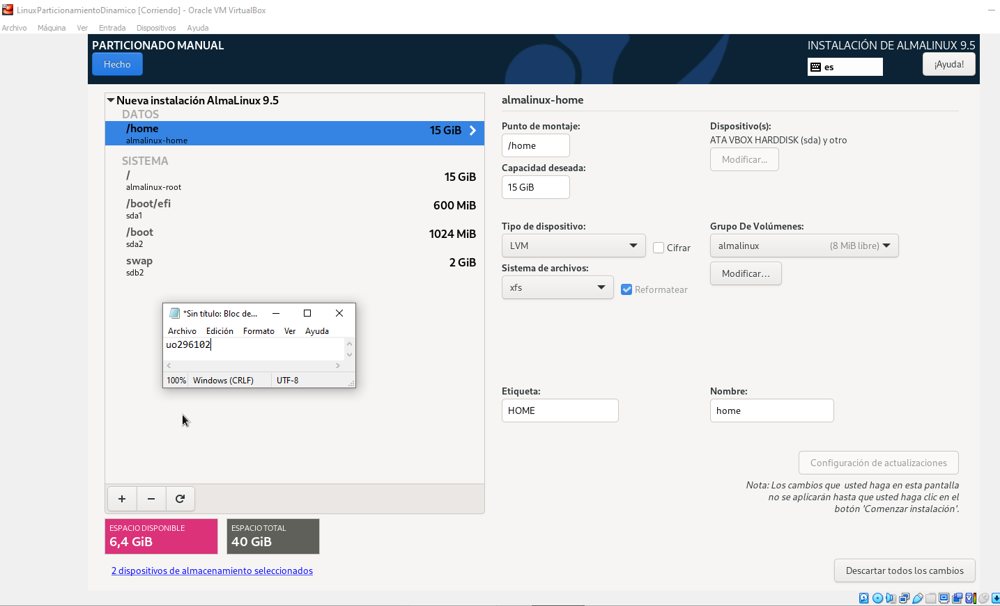 LinuxParticionamientoDinamico [Corriendo] - Oracle VM VirtualBox
Archivo Máquina Ver Entrada Dispositivos Ayuda
PARTICIONADO MANUAL
Hecho
INSTALACIÓN DE ALMALINUX 9.5
es
¡Ayuda!
Nueva instalación AlmaLinux 9.5
DATOS
/home 15 GiB
almalinux-home
SISTEMA
/ 15 GiB
almalinux-root
/boot/efi 600 MiB
sda1
/boot 1024 MiB
sda2
swap 2 GiB
sdb2
*Sin título: Bloc de...
Archivo Edición Formato Ver Ayuda
uo296102
100% Windows (CRLF) UTF-8
ESPACIO DISPONIBLE
6,4 GiB
ESPACIO TOTAL
40 GiB
2 dispositivos de almacenamiento seleccionados
almalinux-home
Punto de montaje:
/home
Capacidad deseada:
15 GiB
Dispositivo(s):
ATA VBOX HARDDISK (sda) y otro
Modificar...
Tipo de dispositivo:
LVM
Cifrar
Grupo De Volúmenes:
almalinux (8 MiB libre)
Modificar...
Sistema de archivos:
xfs
Reformatear
Etiqueta:
HOME
Nombre:
home
Configuración de actualizaciones
Nota: Los cambios que usted haga en esta pantalla
no se aplicarán hasta que usted haga clic en el
botón 'Comenzar instalación'.
Descartar todos los cambios